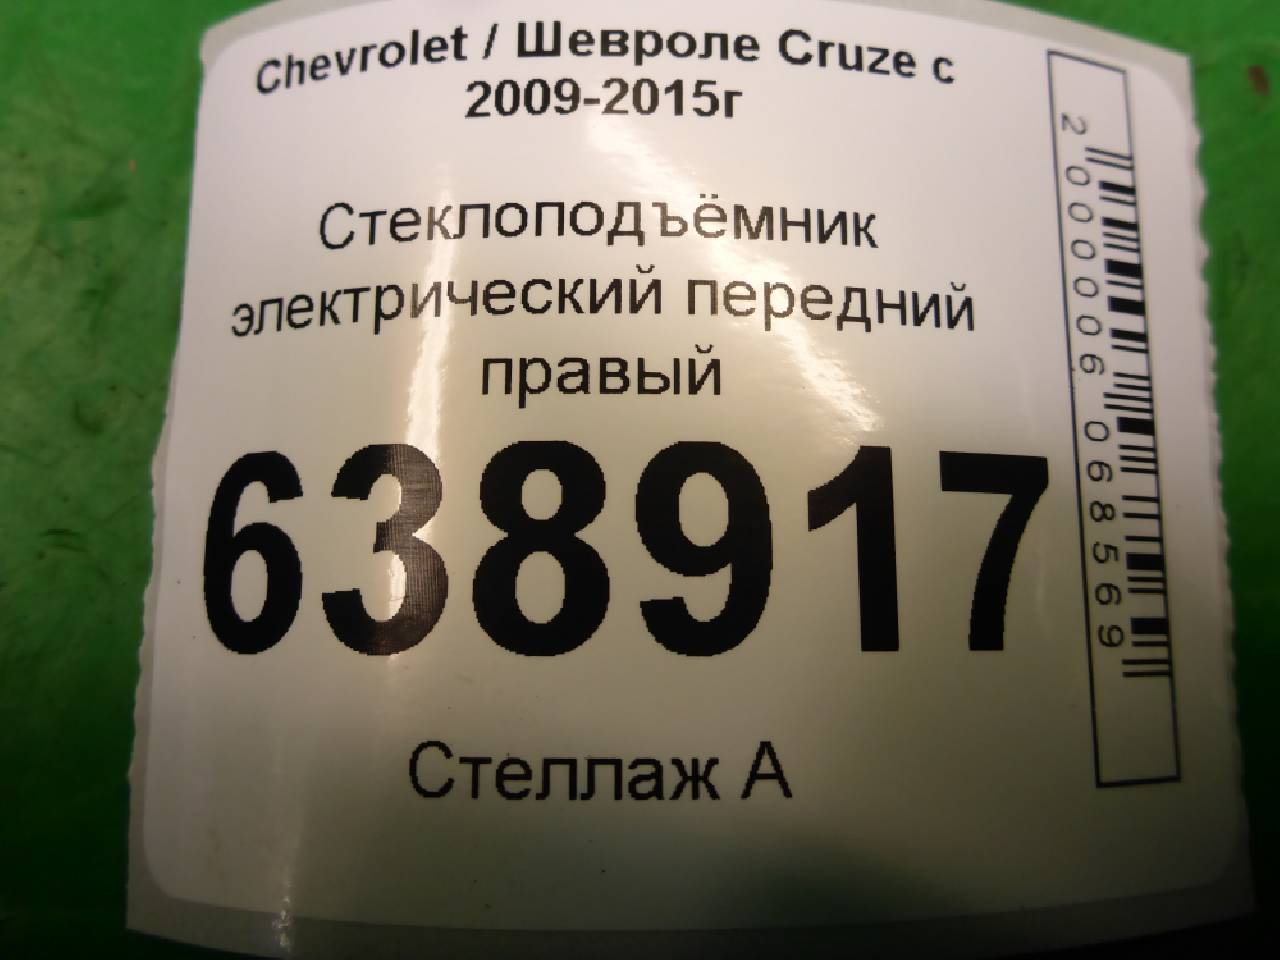 Chevrolet / Шевроле Cruze с
2009-2015г
Стеклоподъёмник
электрический передний
правый
638917
Стеллаж А
2000006068569